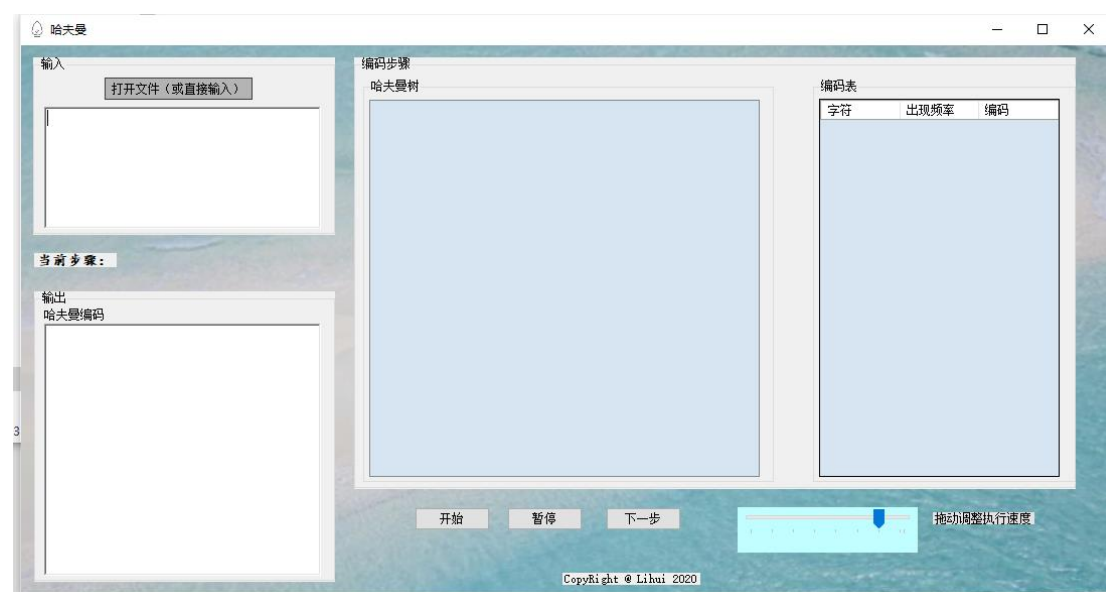 哈夫曼
输入
打开文件（或直接输入）
当前步骤：
输出
哈夫曼编码
编码步骤
哈夫曼树
编码表
字符 出现频率 编码
开始 暂停 下一步
拖动调整执行速度
CopyRight @ Lihui 2020
3